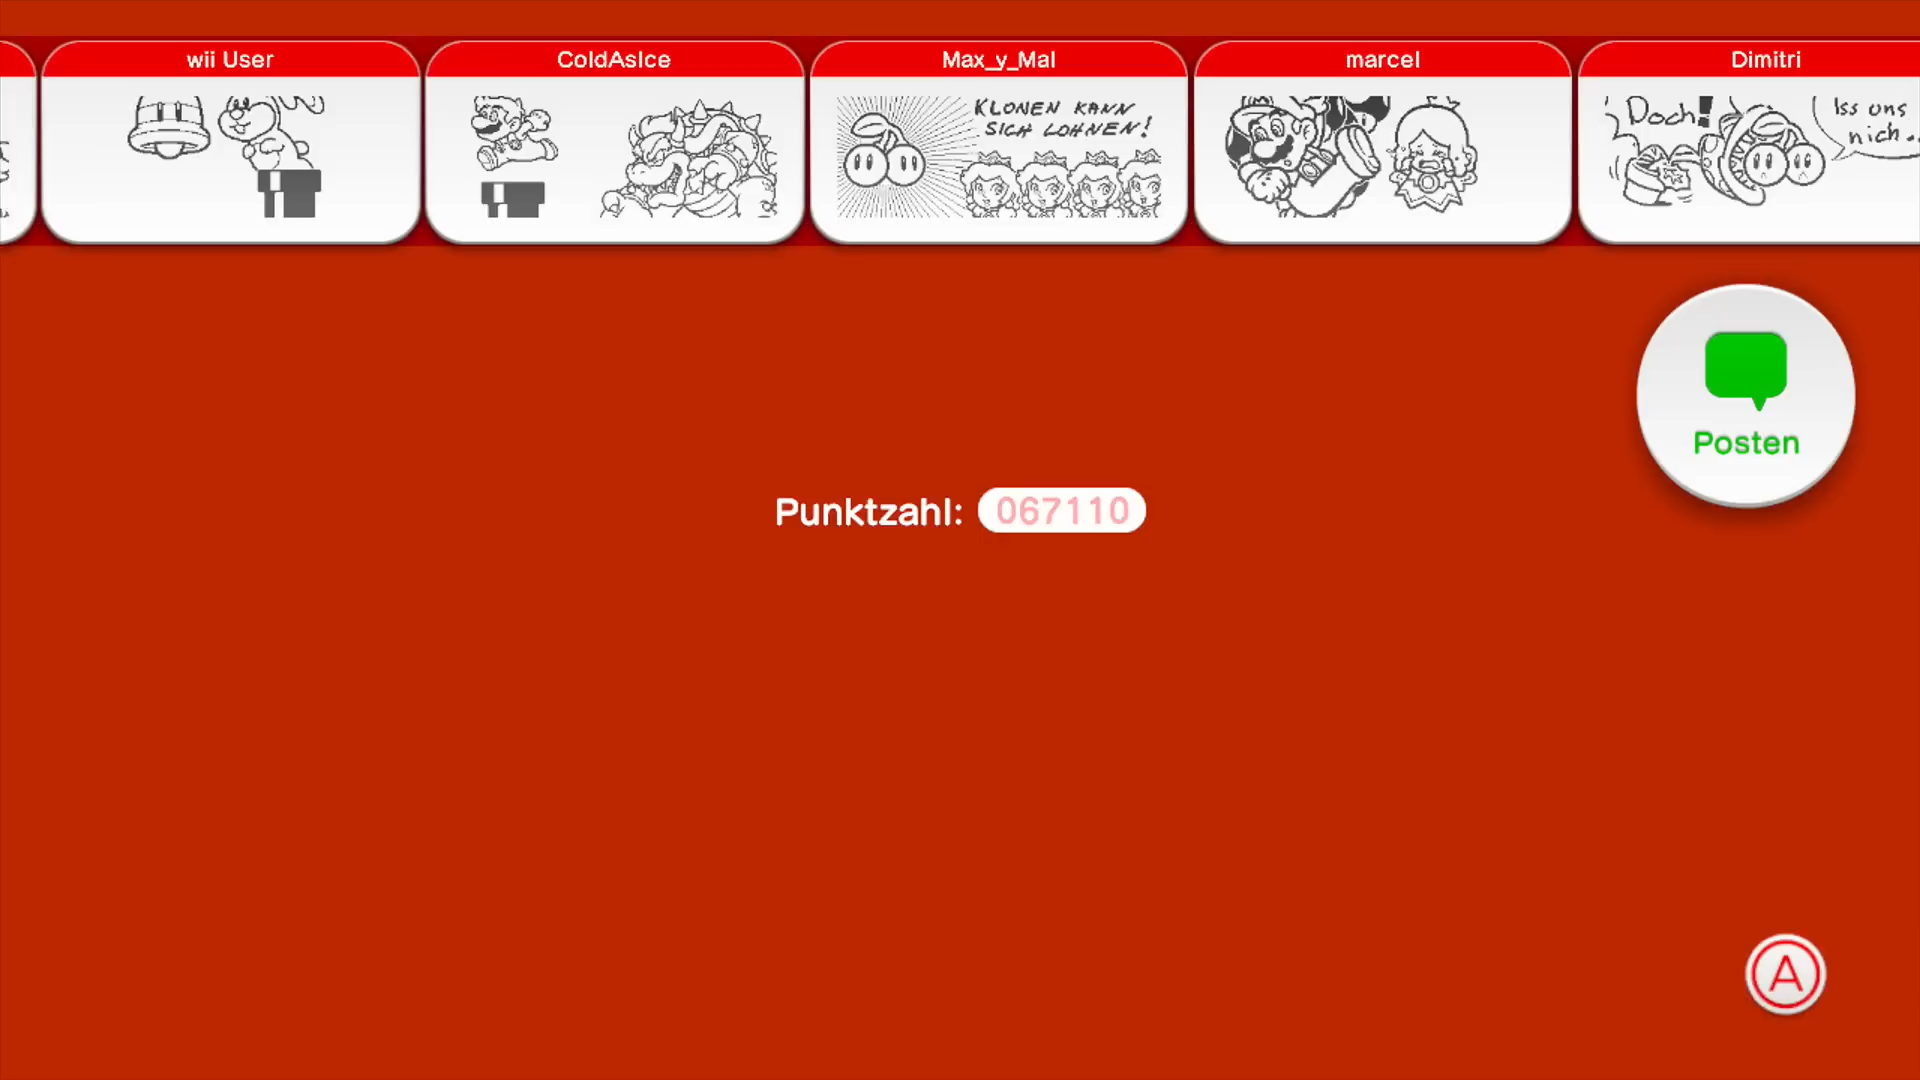 wii User
ColdAsIce
Max_y_Mal
KLONEN KANN
SICH LOHNEN!
marcel
Dimitri
Doch!
Iss uns
nich.
Posten
Punktzahl: 067110
A